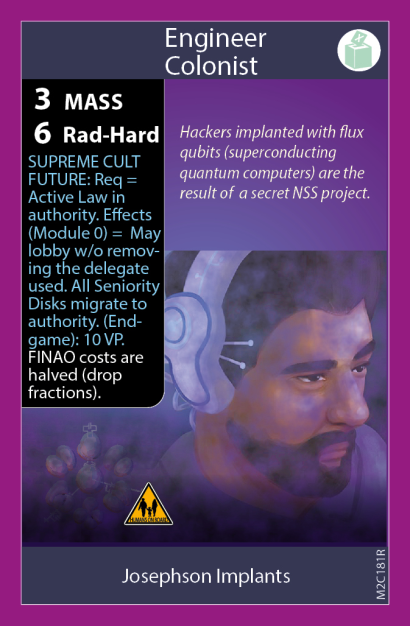 Engineer
Colonist
3 MASS
6 Rad-Hard
SUPREME CULT
FUTURE: Req =
Active Law in
authority. Effects
(Module 0) = May
lobby w/o remov-
ing the delegate
used. All Seniority
Disks migrate to
authority. (End-
game): 10 VP.
FINAO costs are
halved (drop
fractions).
Hackers implanted with flux
qubits (superconducting
quantum computers) are the
result of a secret NSS project.
HUMANS ON BOARD
Josephson Implants
M2C181R